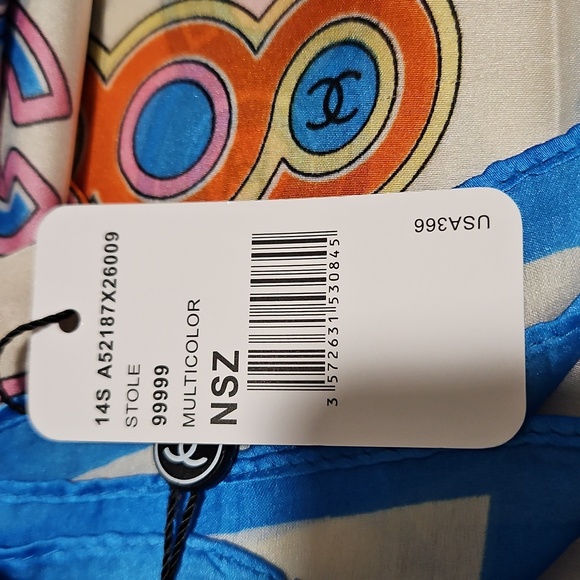 14S A52187X26009
STOLE
99999
MULTICOLOR
NSZ
3 572631 530845
USA366